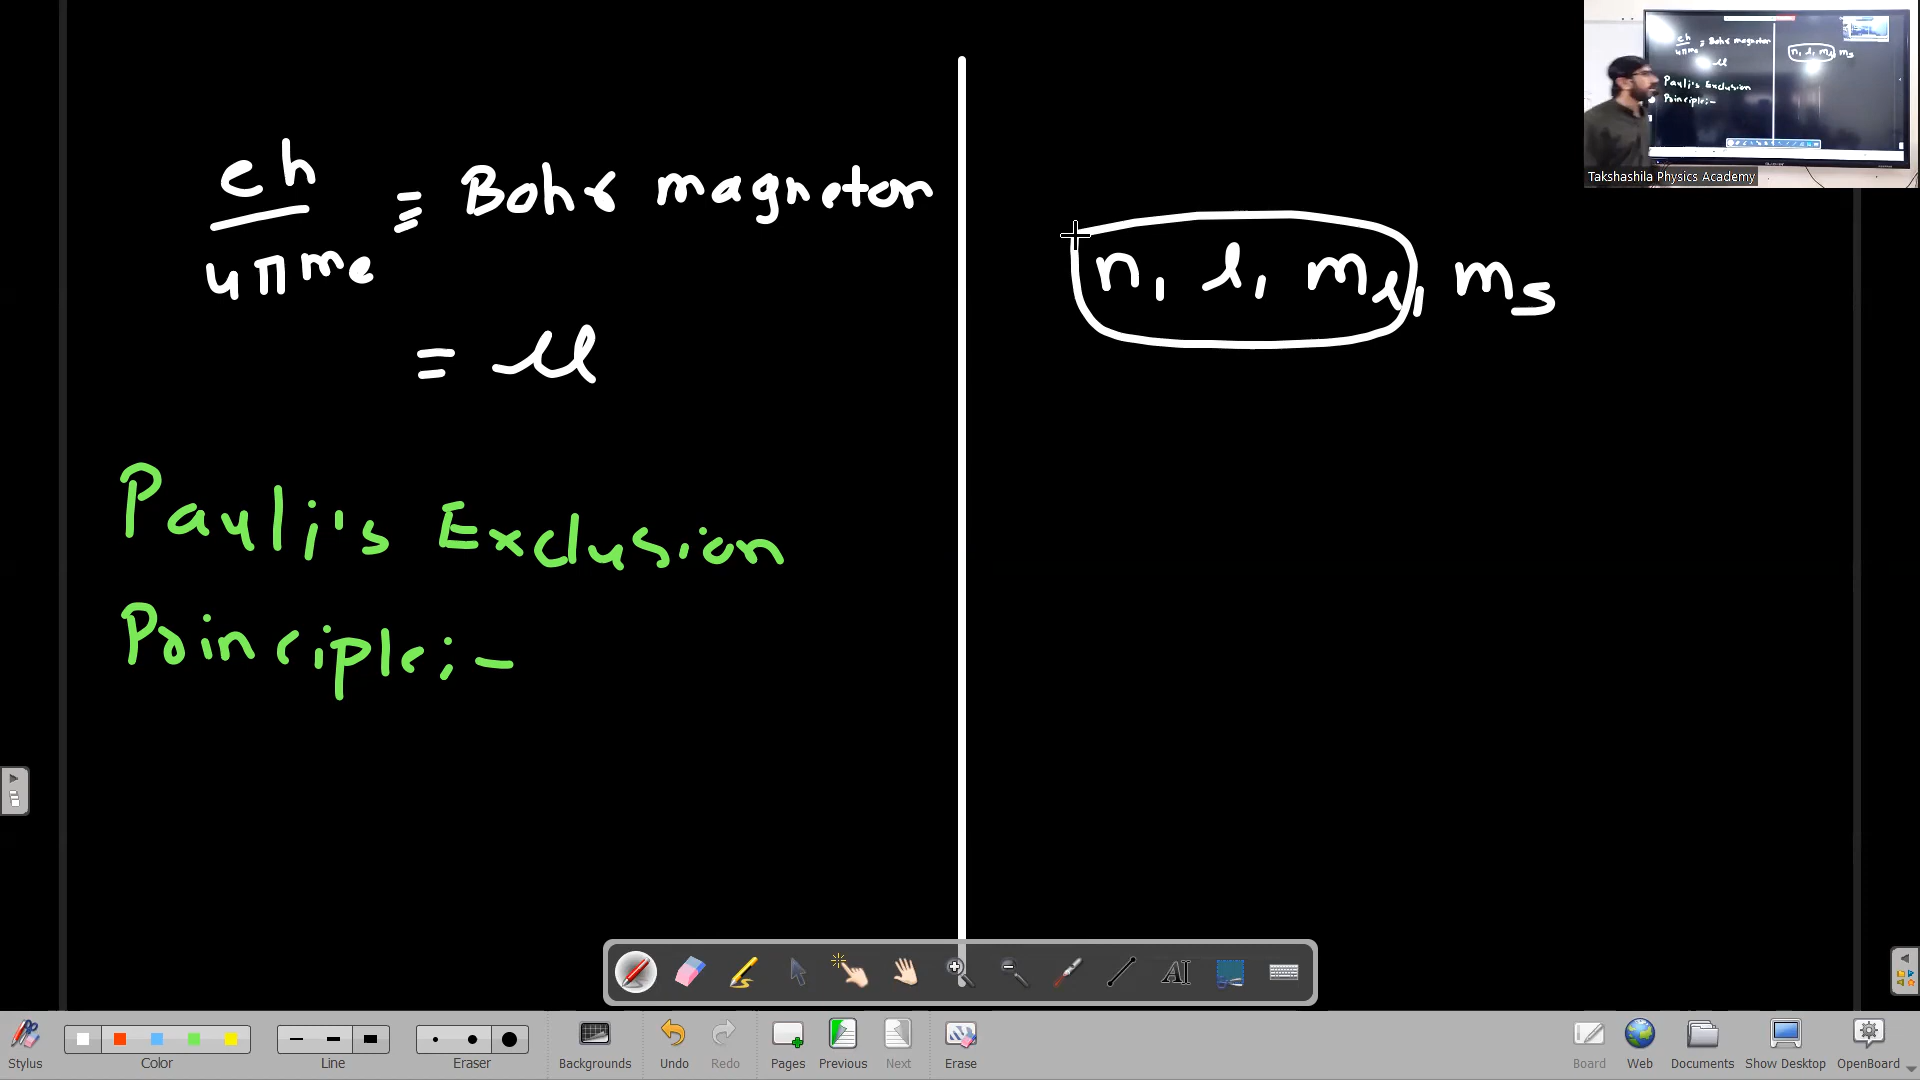 eh
4πme ≡ Bohr magneton
= μ
Pauli's Exclusion
Principle:-
n, l, ml, ms
Takshashila Physics Academy
Stylus
Color
Line
Eraser
Backgrounds
Undo
Redo
Pages
Previous
Next
Erase
Board
Web
Documents
Show Desktop
OpenBoard